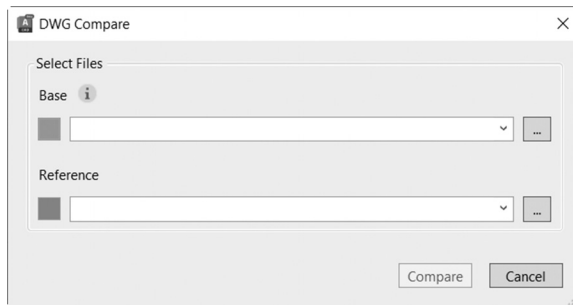 DWG Compare
Select Files
Base i
...
Reference
...
Compare Cancel